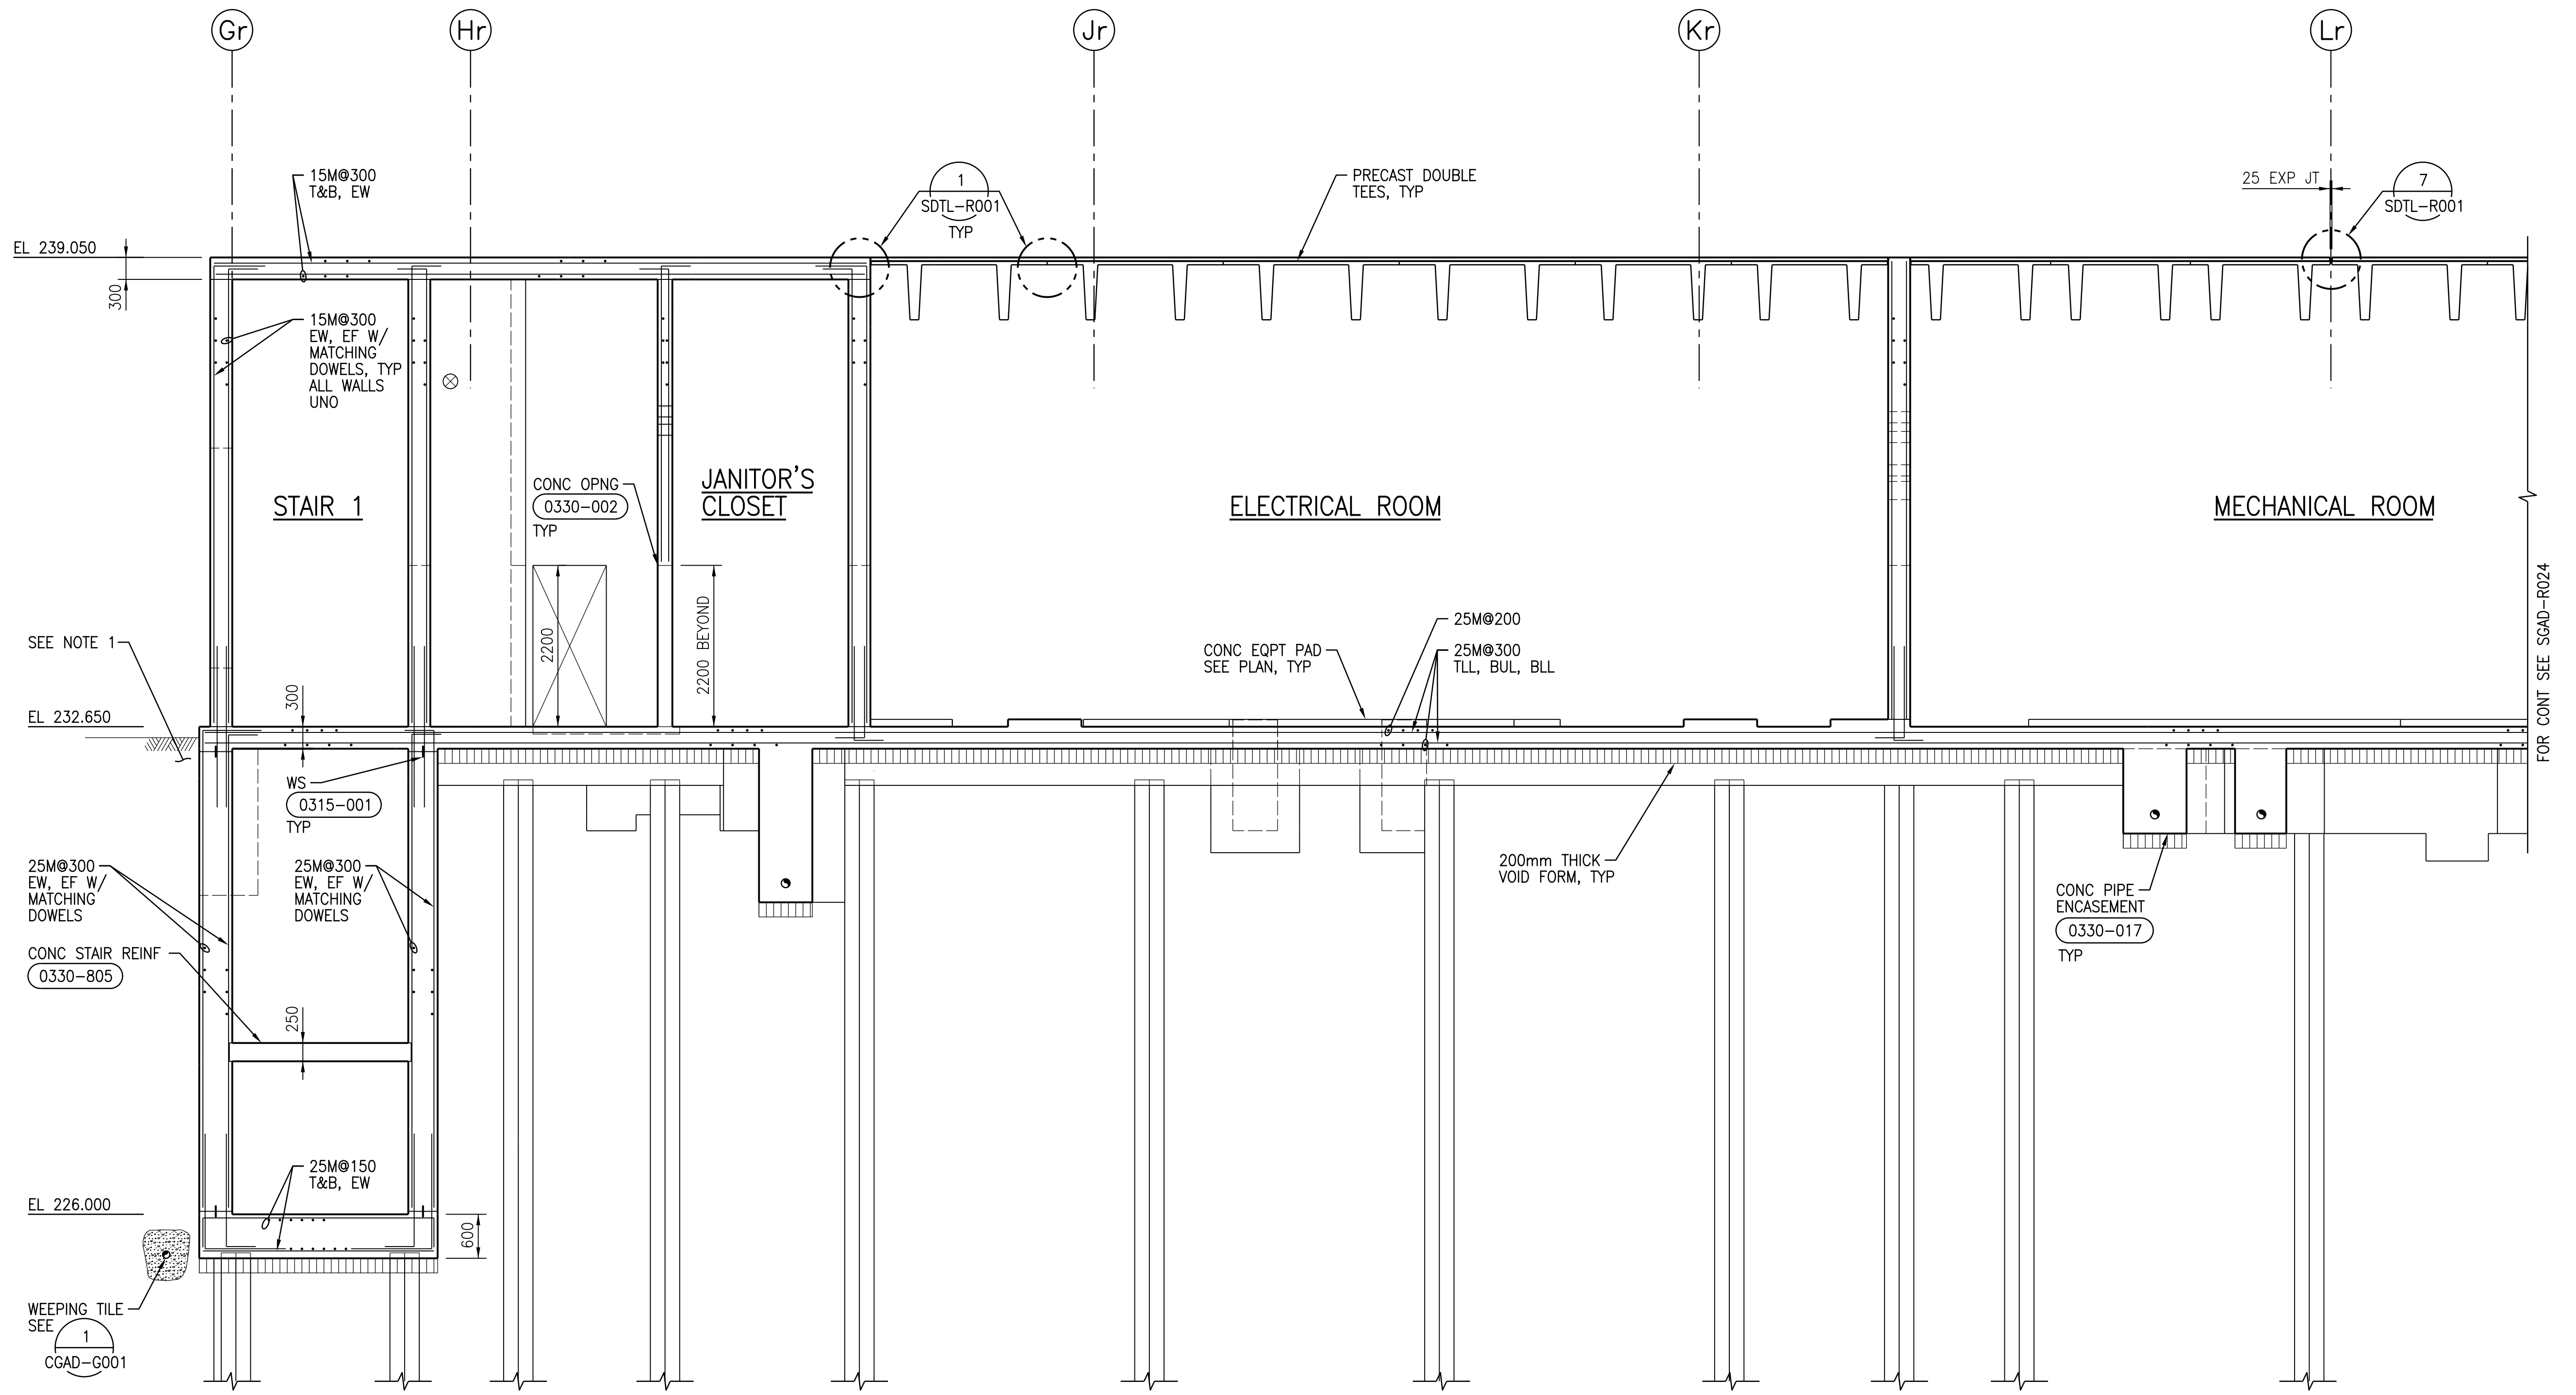 Gr
Hr
Jr
Kr
Lr
15M@300
T&B, EW
1
SDTL-R001
TYP
PRECAST DOUBLE
TEES, TYP
25 EXP JT
7
SDTL-R001
EL 239.050
300
15M@300
EW, EF W/
MATCHING
DOWELS, TYP
ALL WALLS
UNO
STAIR 1
CONC OPNG
0330-002
TYP
JANITOR'S
CLOSET
ELECTRICAL ROOM
MECHANICAL ROOM
2200
2200 BEYOND
FOR CONT SEE SGAD-R024
SEE NOTE 1
25M@200
CONC EQPT PAD
SEE PLAN, TYP
25M@300
TLL, BUL, BLL
300
EL 232.650
WS
0315-001
TYP
25M@300
EW, EF W/
MATCHING
DOWELS
25M@300
EW, EF W/
MATCHING
DOWELS
200mm THICK
VOID FORM, TYP
CONC PIPE
ENCASEMENT
0330-017
TYP
CONC STAIR REINF
0330-805
250
25M@150
T&B, EW
EL 226.000
600
WEEPING TILE
SEE
1
CGAD-G001